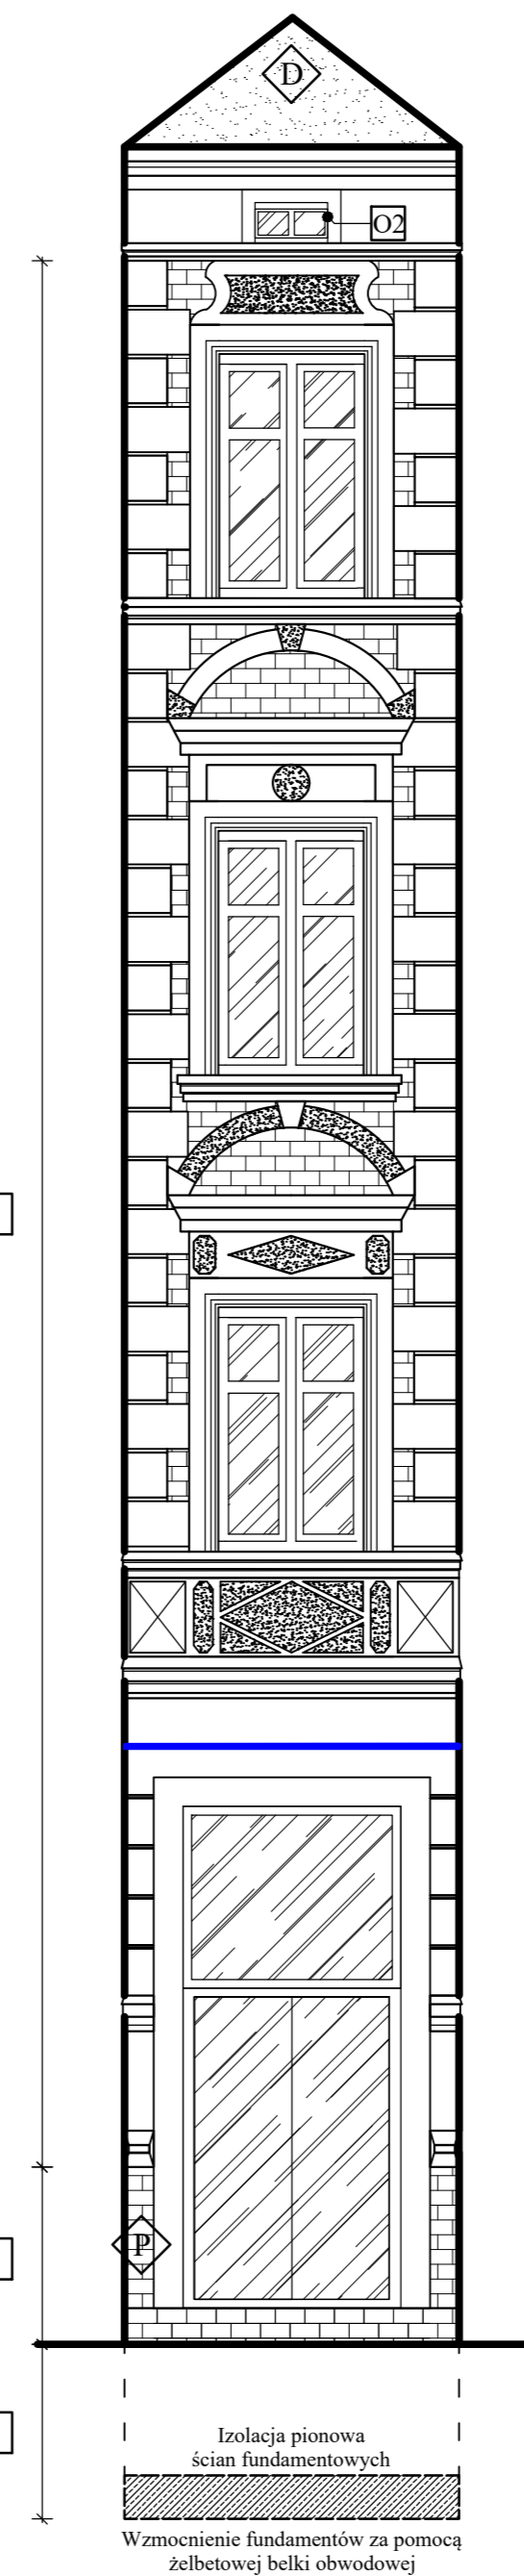 D
O2
P
Izolacja pionowa
ścian fundamentowych
Wzmocnienie fundamentów za pomocą
żelbetowej belki obwodowej